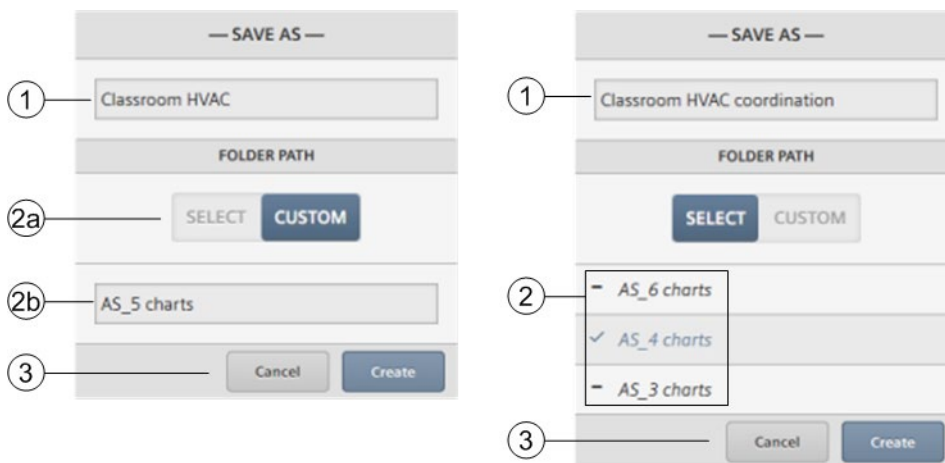 — SAVE AS —
1 Classroom HVAC
FOLDER PATH
2a SELECT CUSTOM
2b AS_5 charts
3 Cancel Create
— SAVE AS —
1 Classroom HVAC coordination
FOLDER PATH
SELECT CUSTOM
2 AS_6 charts
AS_4 charts
AS_3 charts
3 Cancel Create